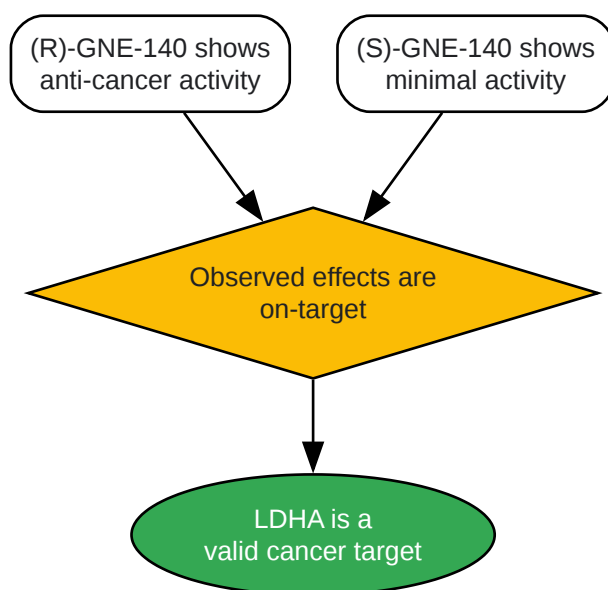 (R)-GNE-140 shows
anti-cancer activity
(S)-GNE-140 shows
minimal activity
Observed effects are
on-target
LDHA is a
valid cancer target